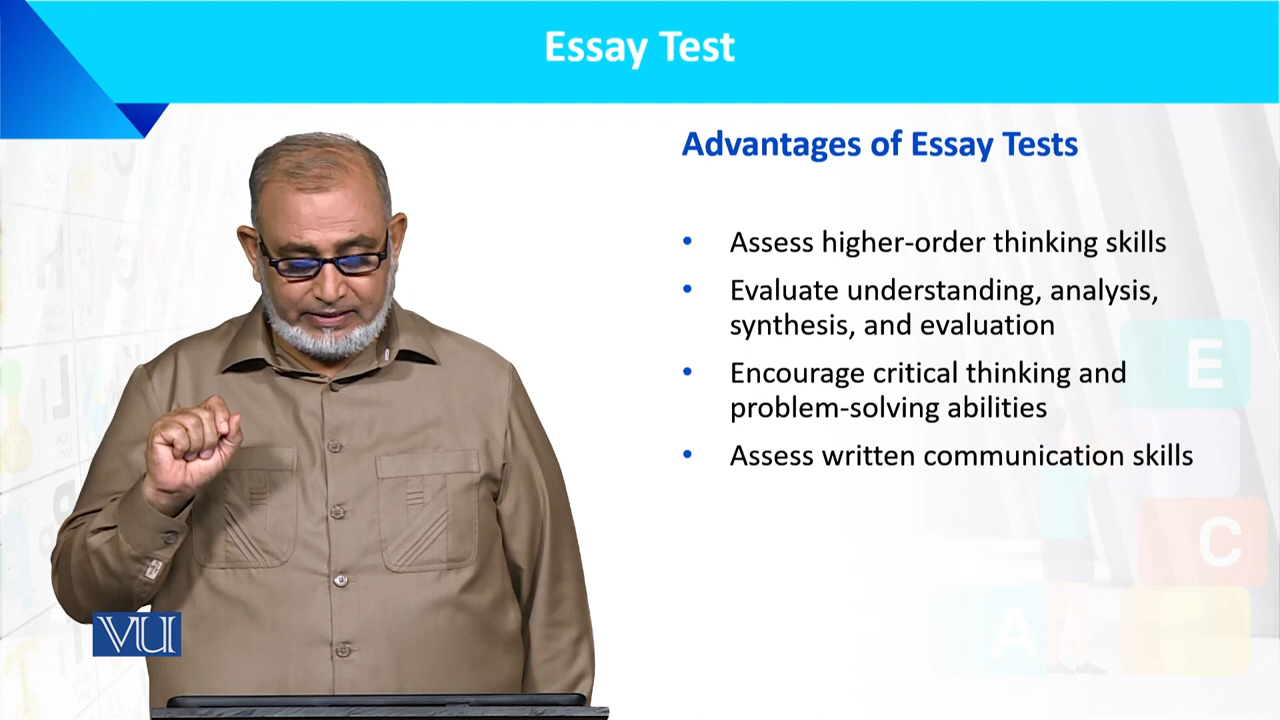 Essay Test
Advantages of Essay Tests
• Assess higher-order thinking skills
• Evaluate understanding, analysis,
synthesis, and evaluation
• Encourage critical thinking and
problem-solving abilities
• Assess written communication skills
VU
E
C
A